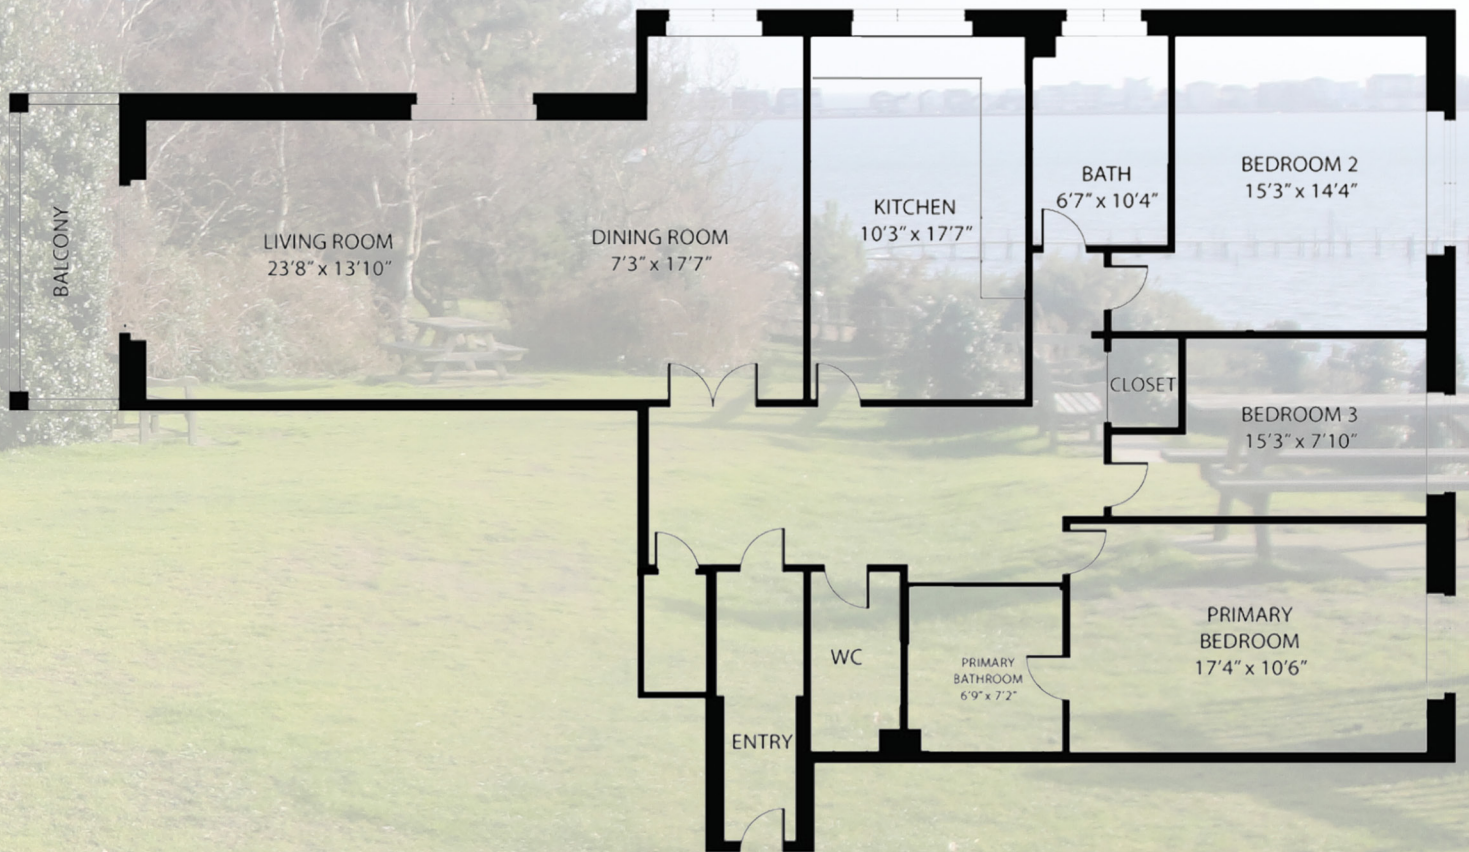 BALCONY
LIVING ROOM
23'8" x 13'10"
DINING ROOM
7'3" x 17'7"
KITCHEN
10'3" x 17'7"
BATH
6'7" x 10'4"
BEDROOM 2
15'3" x 14'4"
CLOSET
BEDROOM 3
15'3" x 7'10"
PRIMARY
BEDROOM
17'4" x 10'6"
PRIMARY
BATHROOM
6'9" x 7'2"
WC
ENTRY